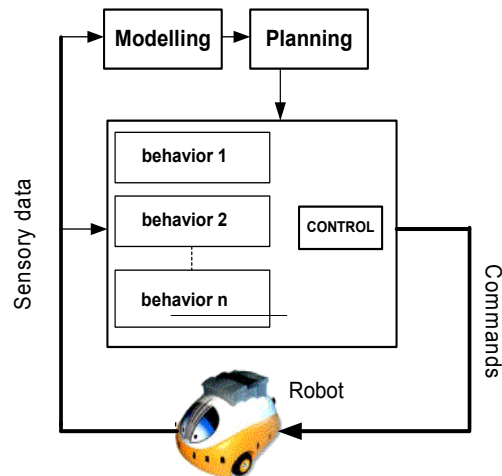 Modelling
Planning
behavior 1
behavior 2
CONTROL
behavior n
Sensory data
Commands
Robot